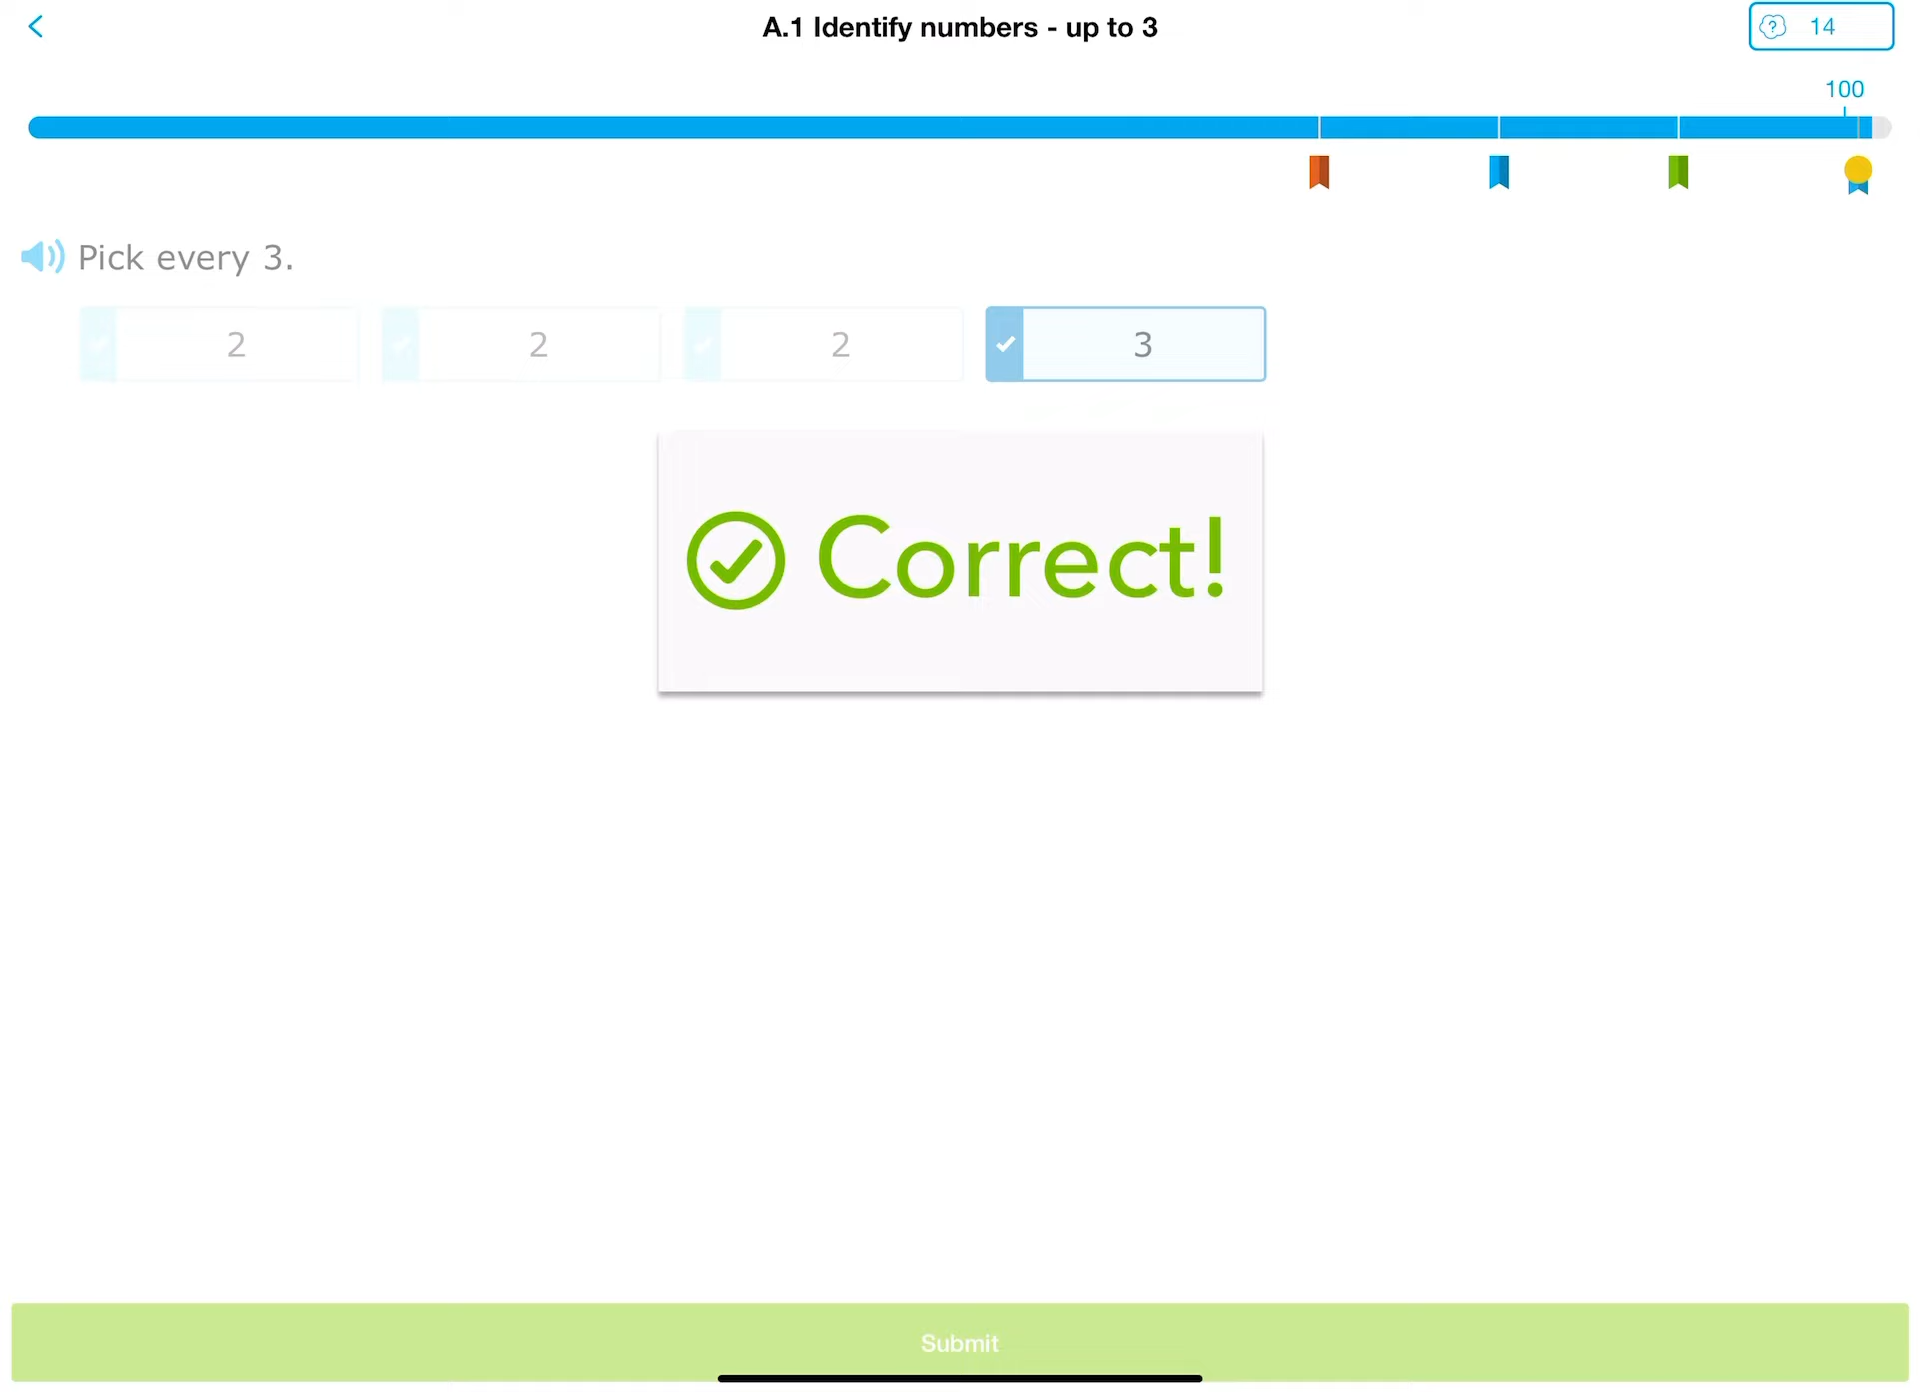 A.1 Identify numbers - up to 3
? 14
100
Pick every 3.
2 2 2 3
Correct!
Submit